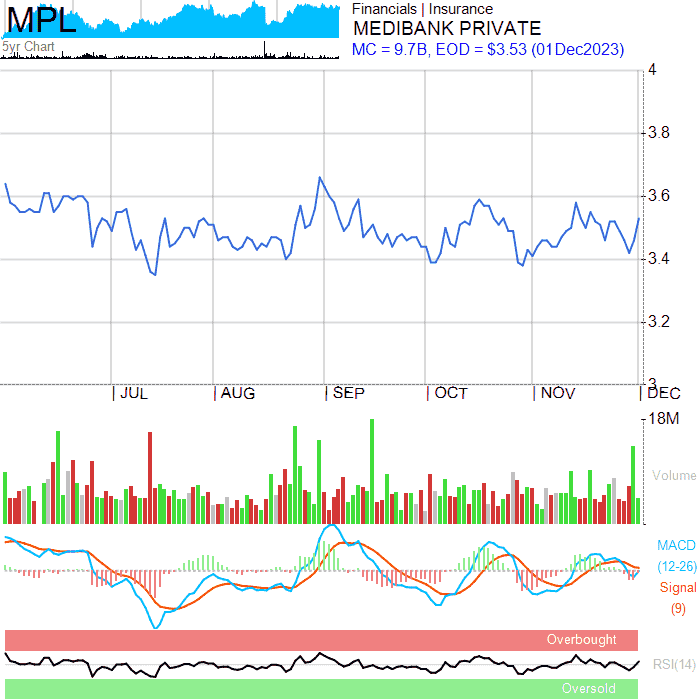 MPL
5yr Chart
Financials | Insurance
MEDIBANK PRIVATE
MC = 9.7B, EOD = $3.53 (01Dec2023)
4
3.8
3.6
3.4
3.2
3
| JUL | AUG | SEP | OCT | NOV | DEC
18M
Volume
MACD
(12-26)
Signal
(9)
Overbought
RSI(14)
Oversold